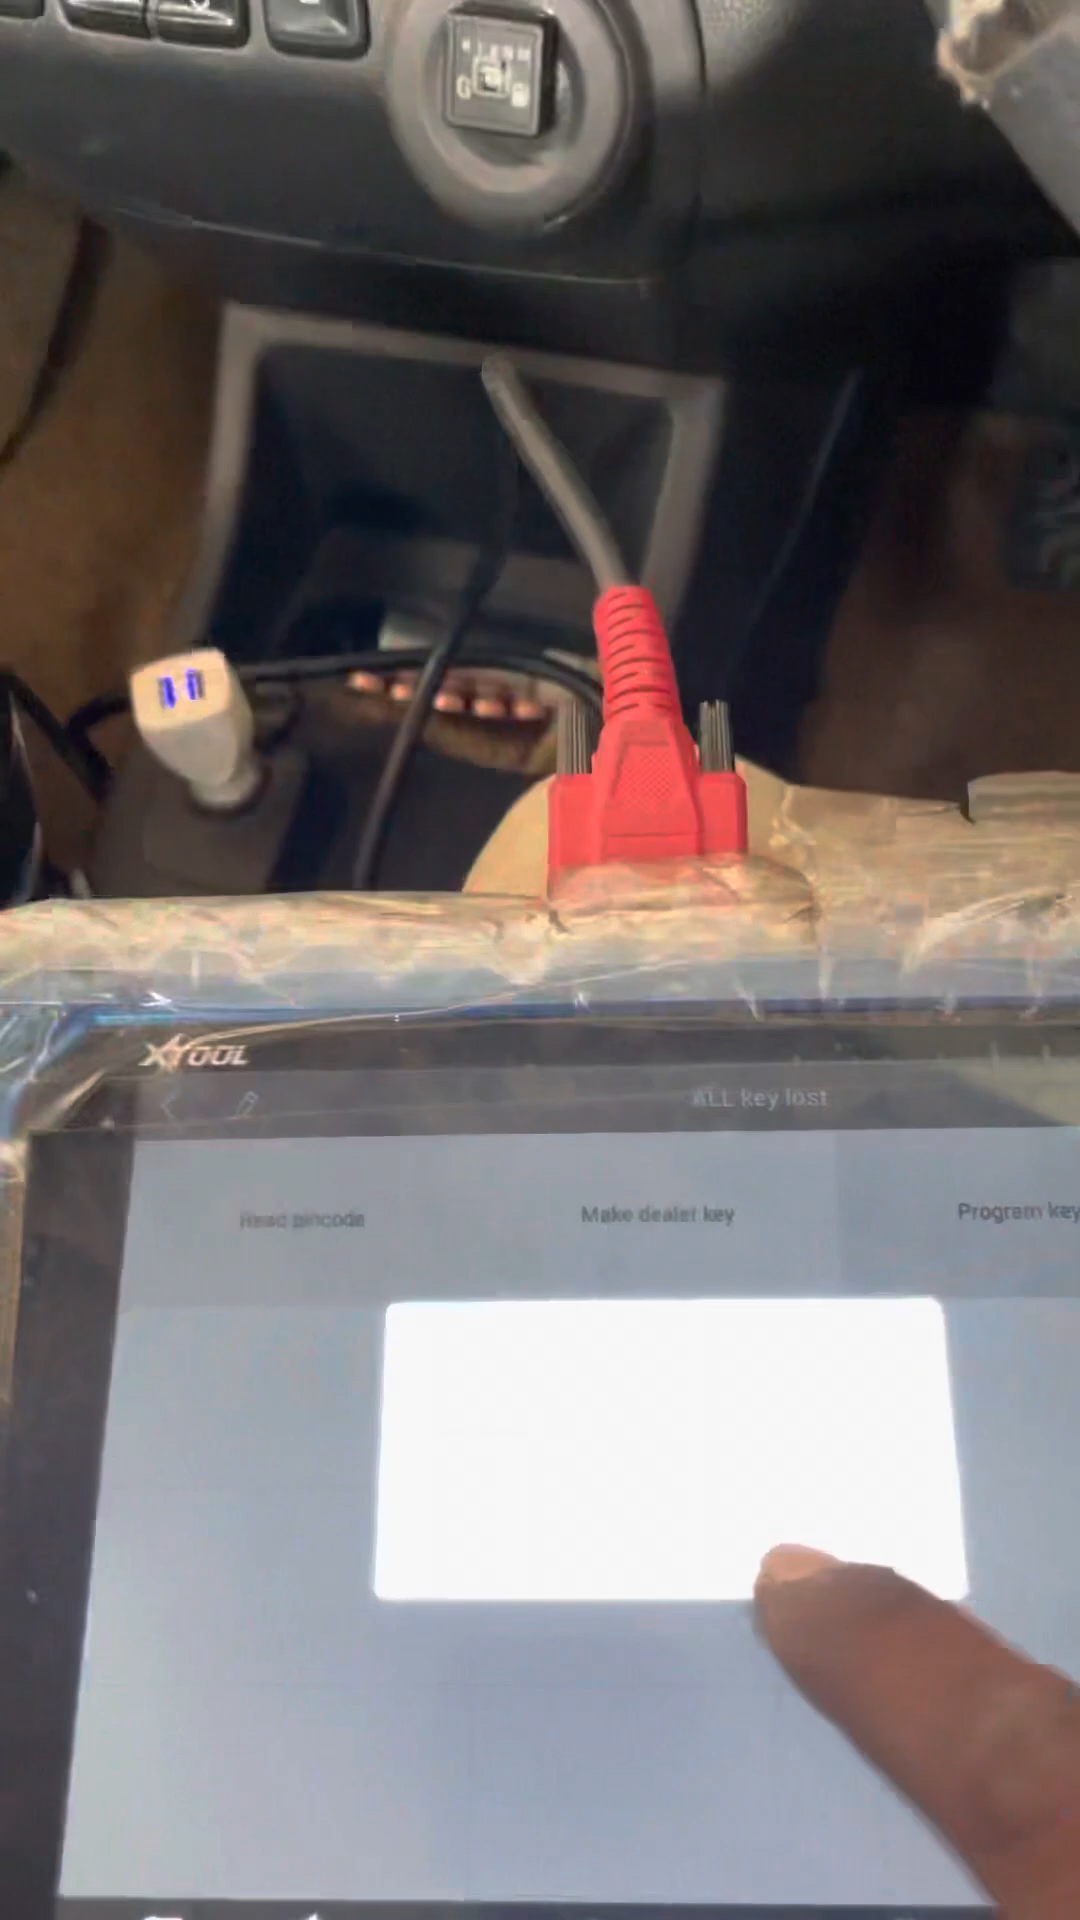 XTOOL
ALL key lost
Read pincode
Make dealer key
Program key